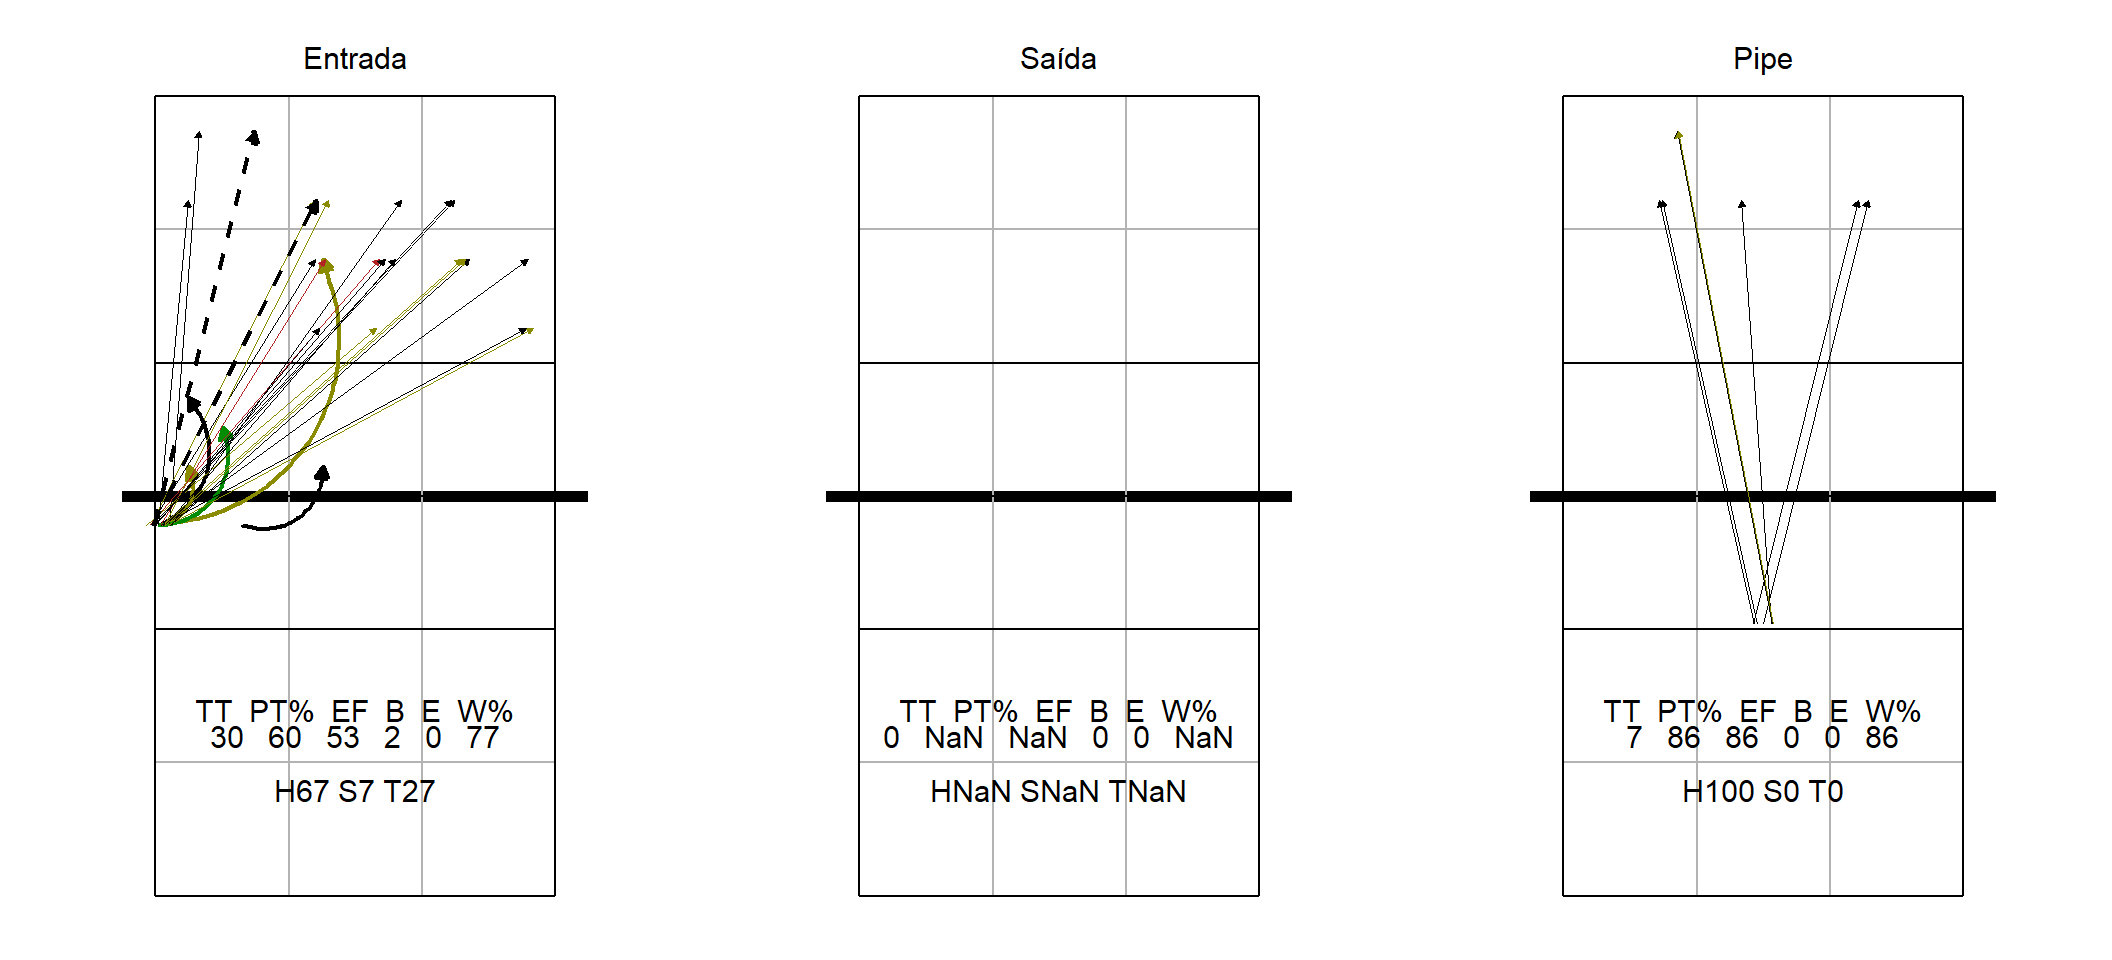 Entrada
TT PT% EF B E W%
30 60 53 2 0 77
H67 S7 T27
Saída
TT PT% EF B E W%
0 NaN NaN 0 0 NaN
HNaN SNaN TNaN
Pipe
TT PT% EF B E W%
7 86 86 0 0 86
H100 S0 T0